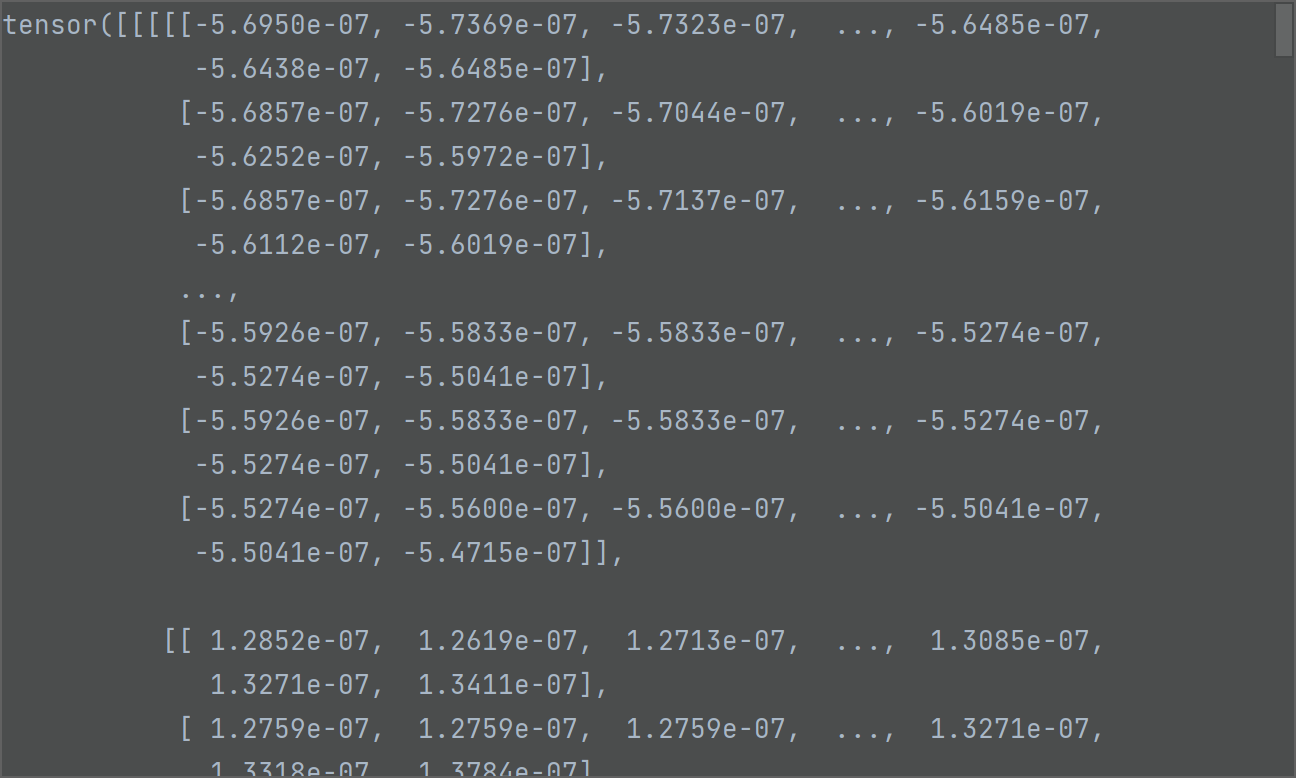 tensor([[[[[-5.6950e-07, -5.7369e-07, -5.7323e-07,  ..., -5.6485e-07,
            -5.6438e-07, -5.6485e-07],
           [-5.6857e-07, -5.7276e-07, -5.7044e-07,  ..., -5.6019e-07,
            -5.6252e-07, -5.5972e-07],
           [-5.6857e-07, -5.7276e-07, -5.7137e-07,  ..., -5.6159e-07,
            -5.6112e-07, -5.6019e-07],
           ...,
           [-5.5926e-07, -5.5833e-07, -5.5833e-07,  ..., -5.5274e-07,
            -5.5274e-07, -5.5041e-07],
           [-5.5926e-07, -5.5833e-07, -5.5833e-07,  ..., -5.5274e-07,
            -5.5274e-07, -5.5041e-07],
           [-5.5274e-07, -5.5600e-07, -5.5600e-07,  ..., -5.5041e-07,
            -5.5041e-07, -5.4715e-07]],

          [[ 1.2852e-07,  1.2619e-07,  1.2713e-07,  ...,  1.3085e-07,
             1.3271e-07,  1.3411e-07],
           [ 1.2759e-07,  1.2759e-07,  1.2759e-07,  ...,  1.3271e-07,
             1.3318e-07,  1.3784e-07]